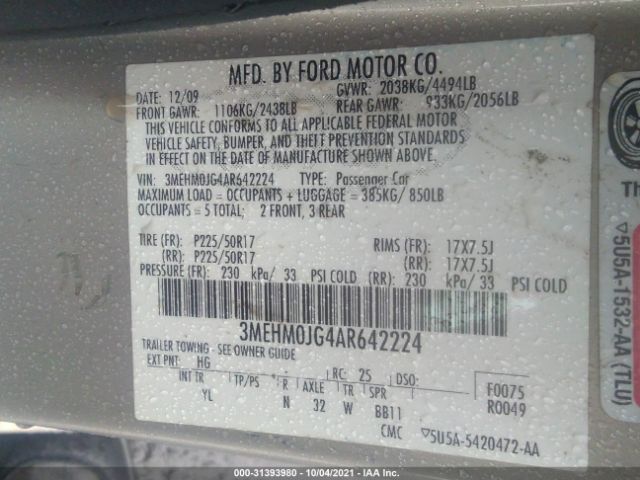 MFD. BY FORD MOTOR CO.
12/09 GVWR: 2038KG/4494LB
FRONT GAWR: 1106KG/2438LB REAR GAWR: 933KG/2056LB
THIS VEHICLE CONFORMS TO ALL APPLICABLE FEDERAL MOTOR
VEHICLE SAFETY, BUMPER, AND THEFT PREVENTION STANDARDS
IN EFFECT ON THE DATE OF MANUFACTURE SHOWN ABOVE.
VIN: 3MEHM0JG4AR642224 TYPE: Passenger Car
MAXIMUM LOAD = OCCUPANTS + LUGGAGE = 385KG/ 850LB
OCCUPANTS = 5 TOTAL; 2 FRONT, 3 REAR
TIRE (FR): P225/50R17 RIMS (FR): 17X7.5J
(RR): P225/50R17 (RR): 17X7.5J
PRESSURE (FR): 230 kPa/ 33 PSI COLD (RR): 230 kPa/ 33 PSI COLD
3MEHM0JG4AR642224
TRAILER TOWING - SEE OWNER GUIDE
EXT PNT: HG RC: 25 DSO:
INT TR TP/PS R AXLE TR SPR F0075
YL N 32 W BB11 R0049
CMC ▽5U5A-5420472-AA
▽5U5A-1532-AA (TLU)
000-31393980 - 10/04/2021 - IAA Inc.